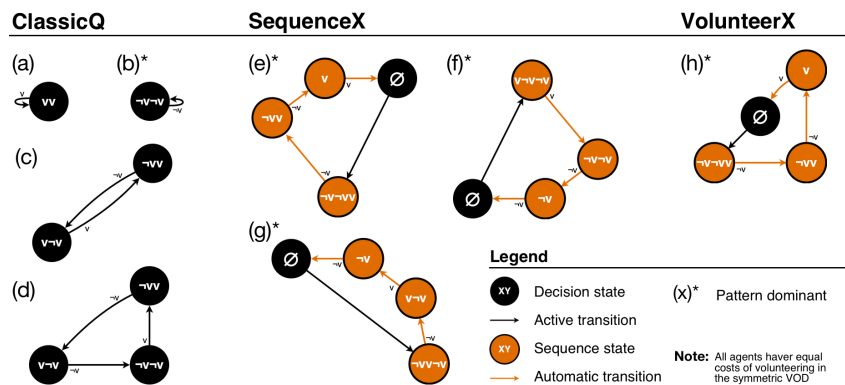 ClassicQ SequenceX VolunteerX
(a) (b)* (e)* (f)* (h)*
v vv ¬v¬v ¬v
v v ∅
¬vv ¬v
¬v ¬v¬vv
v¬v¬v v
¬v¬v ¬v
¬v ¬v ∅
v v ∅
¬v¬vv ¬v ¬vv ¬v
(c)
¬vv ¬v
v¬v v
(g)*
∅ ¬v ¬v v
v¬v ¬v
¬vv¬v
(d)
¬vv ¬v
v¬v ¬v ¬v¬v v
Legend
XY Decision state
Active transition
XY Sequence state
Automatic transition
(x)* Pattern dominant
Note: All agents haver equal
costs of volunteering in
the symmetric VOD